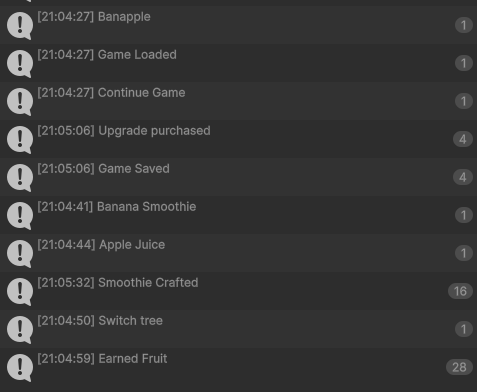 [21:04:27] Banapple 1
[21:04:27] Game Loaded 1
[21:04:27] Continue Game 1
[21:05:06] Upgrade purchased 4
[21:05:06] Game Saved 4
[21:04:41] Banana Smoothie 1
[21:04:44] Apple Juice 1
[21:05:32] Smoothie Crafted 16
[21:04:50] Switch tree 1
[21:04:59] Earned Fruit 28